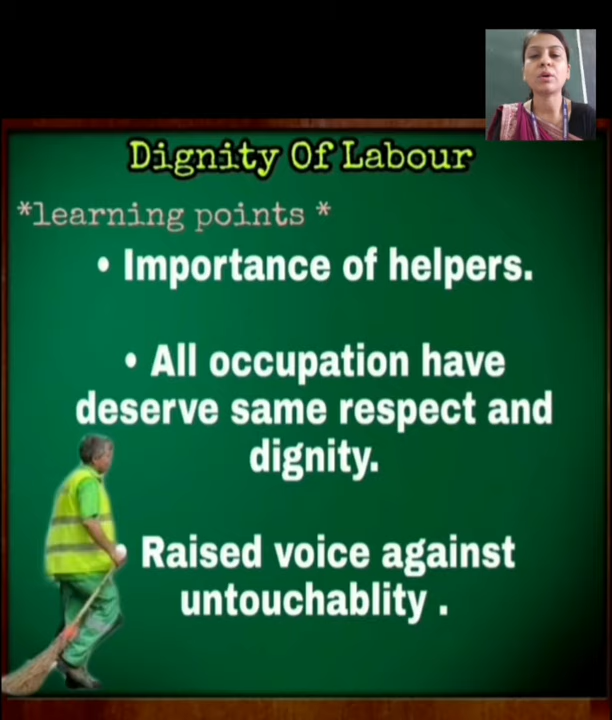 Dignity Of Labour
*learning points *
• Importance of helpers.
• All occupation have
deserve same respect and
dignity.
• Raised voice against
untouchablity .